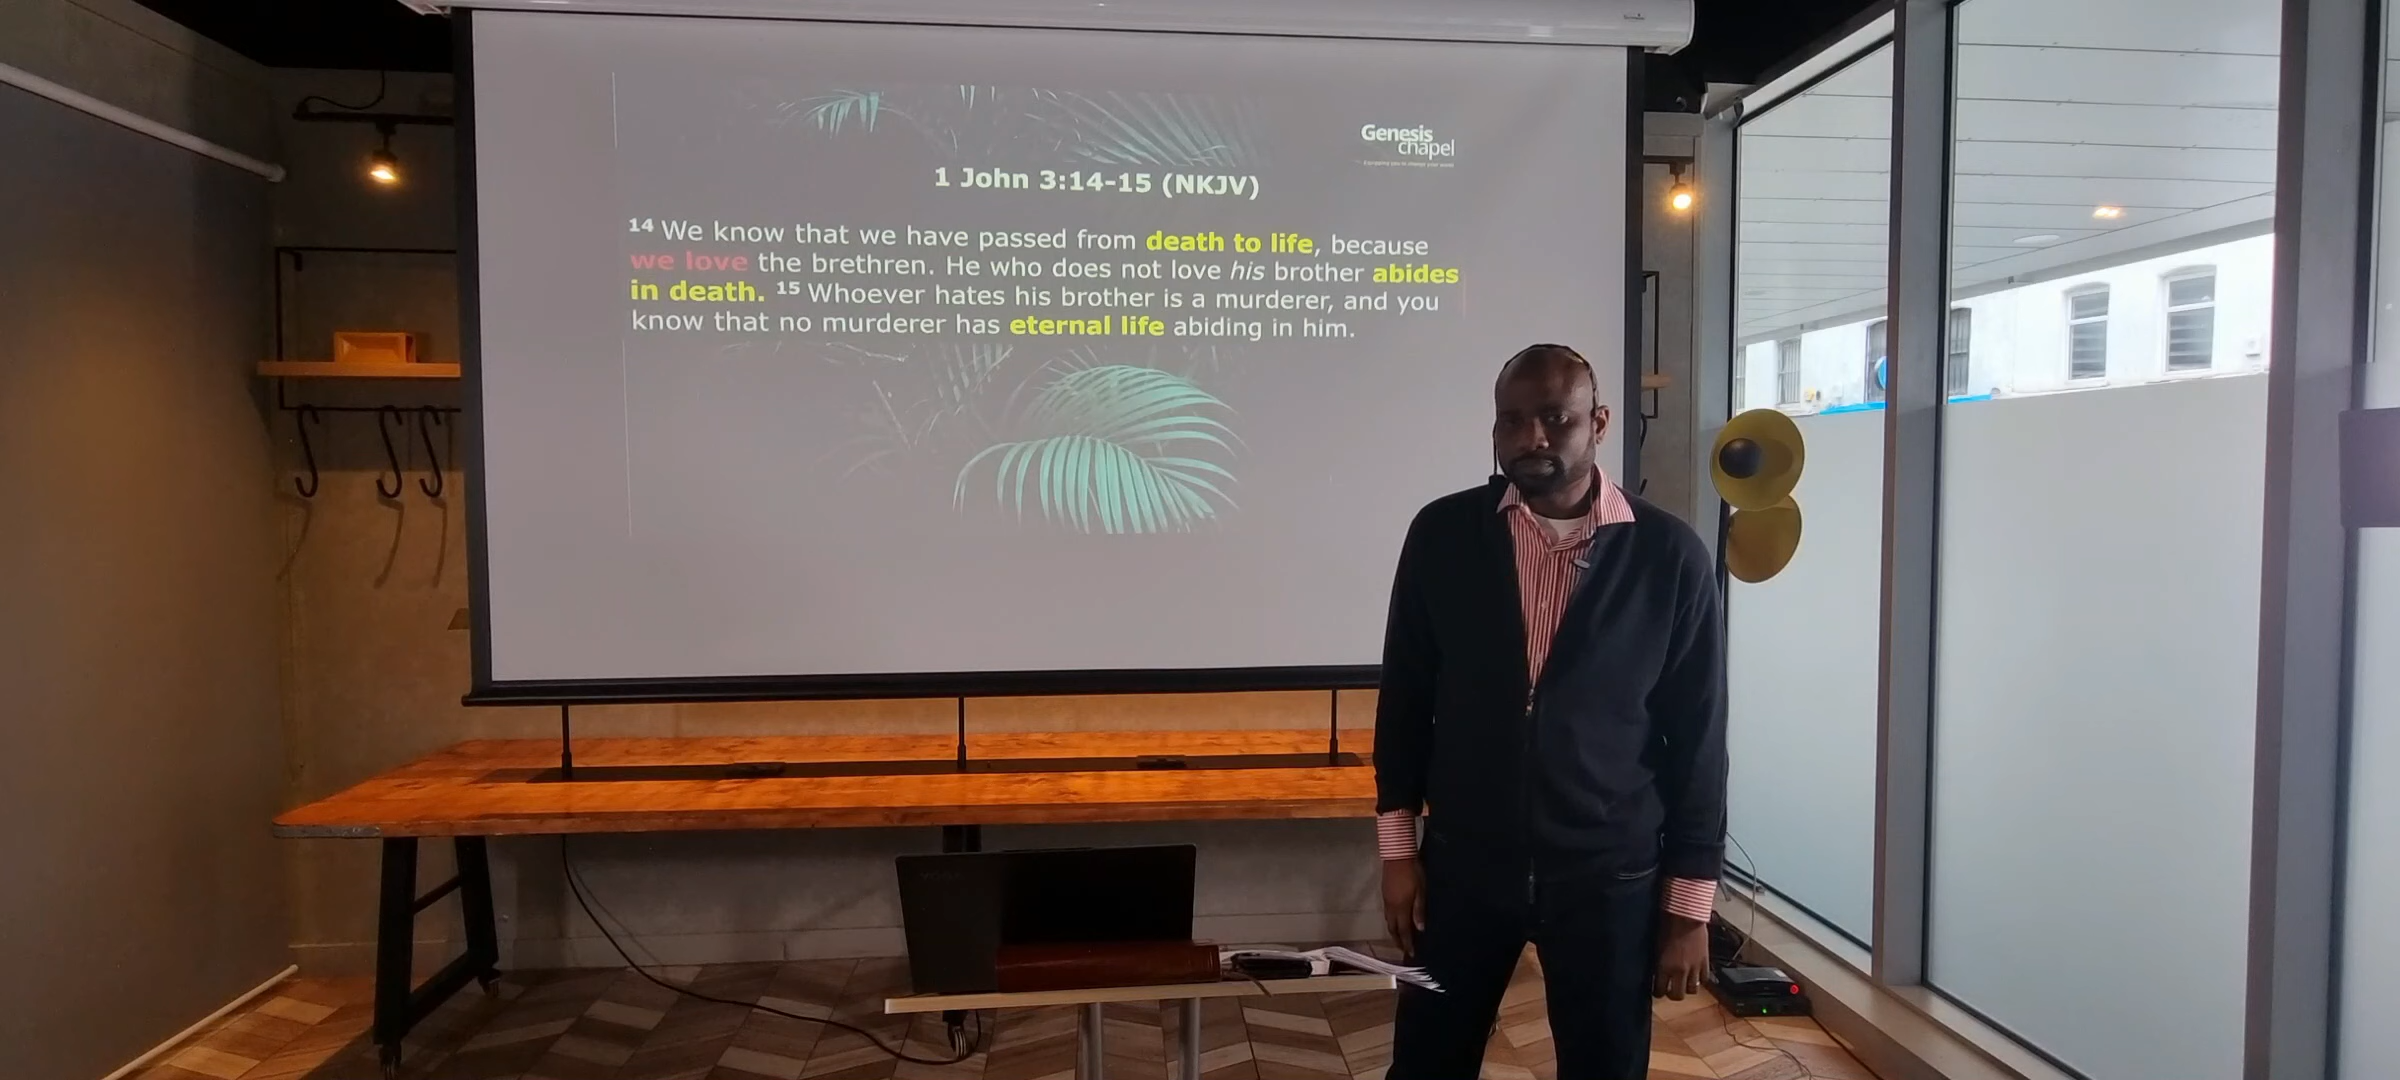 Genesis
chapel
1 John 3:14-15 (NKJV)
14 We know that we have passed from death to life, because
we love the brethren. He who does not love his brother abides
in death. 15 Whoever hates his brother is a murderer, and you
know that no murderer has eternal life abiding in him.
YOGA